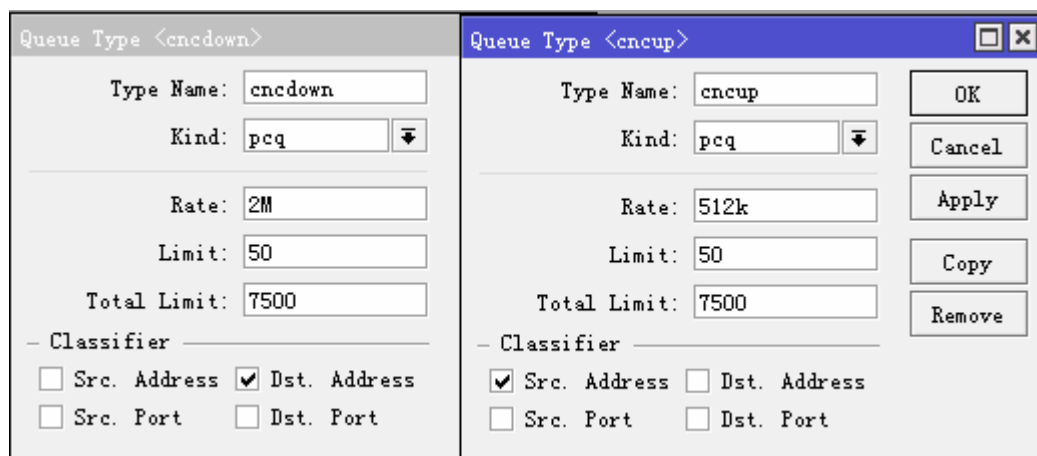 Queue Type <cncdown>
Type Name: cncdown
Kind: pcq
Rate: 2M
Limit: 50
Total Limit: 7500
Classifier
Src. Address Dst. Address
Src. Port Dst. Port
Queue Type <cncup>
Type Name: cncup
Kind: pcq
Rate: 512k
Limit: 50
Total Limit: 7500
Classifier
Src. Address Dst. Address
Src. Port Dst. Port
OK
Cancel
Apply
Copy
Remove